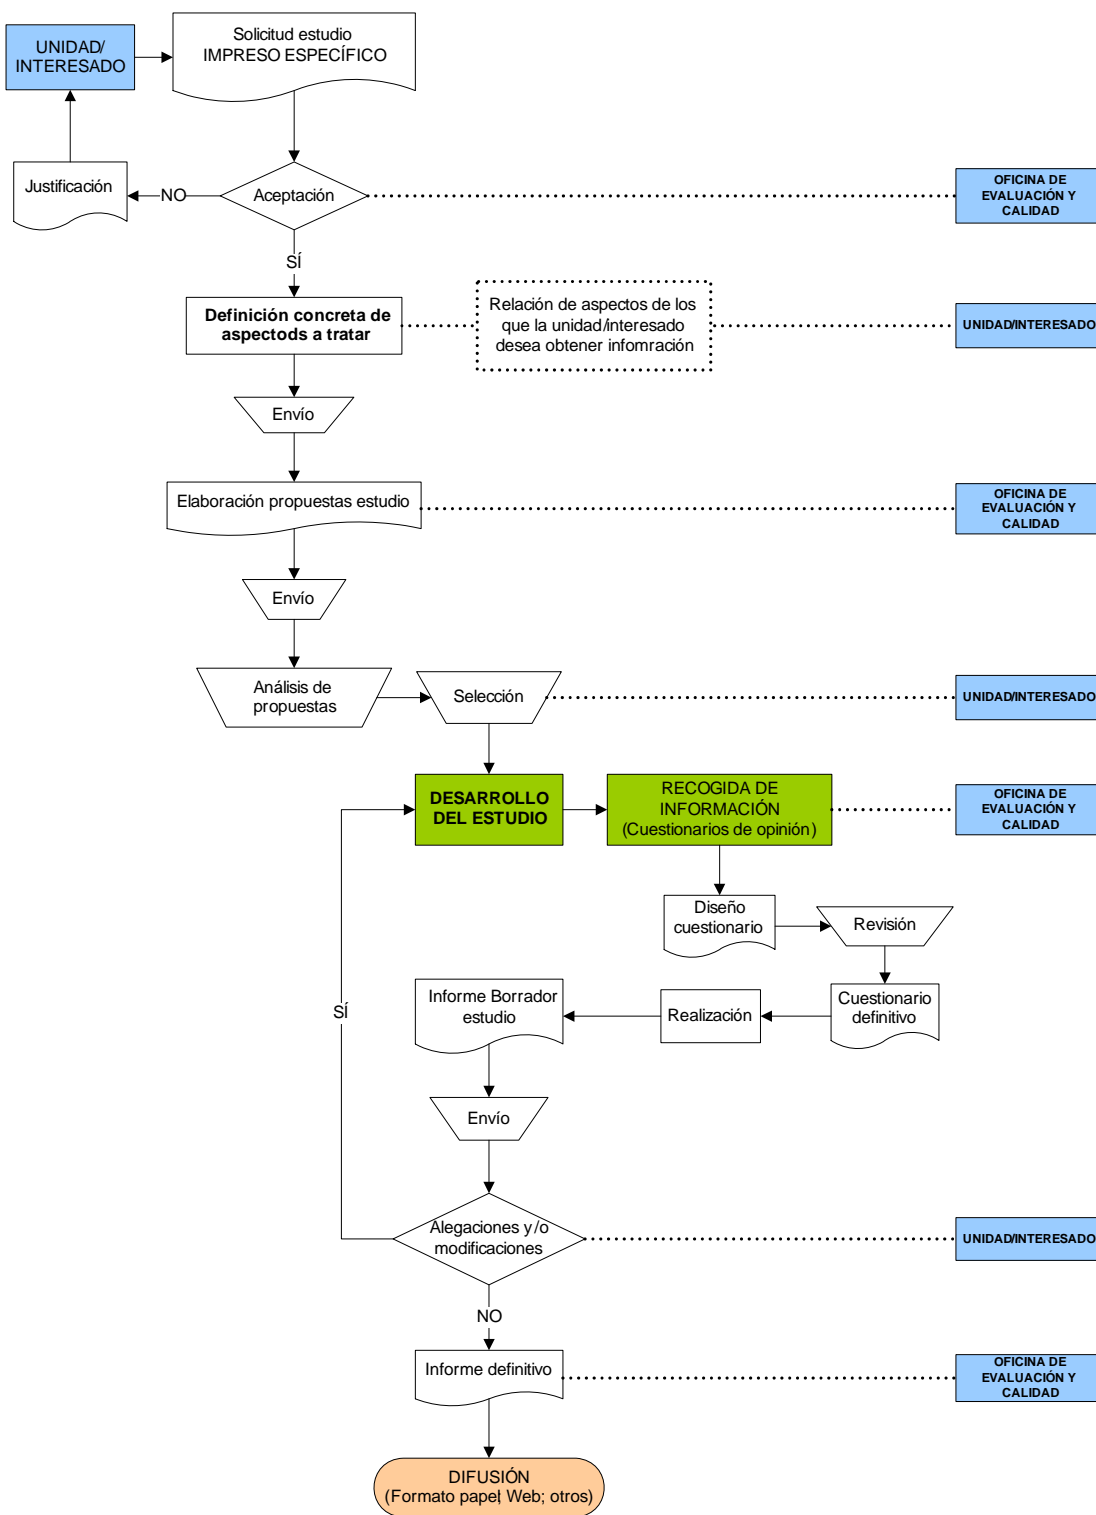 UNIDAD/
INTERESADO
Solicitud estudio
IMPRESO ESPECÍFICO
Justificación
NO
Aceptación
OFICINA DE
EVALUACIÓN Y
CALIDAD
SÍ
Definición concreta de
aspectods a tratar
Relación de aspectos de los
que la unidad/interesado
desea obtener infomración
UNIDAD/INTERESADO
Envío
Elaboración propuestas estudio
OFICINA DE
EVALUACIÓN Y
CALIDAD
Envío
Análisis de
propuestas
Selección
UNIDAD/INTERESADO
DESARROLLO
DEL ESTUDIO
RECOGIDA DE
INFORMACIÓN
(Cuestionarios de opinión)
OFICINA DE
EVALUACIÓN Y
CALIDAD
Diseño
cuestionario
Revisión
Informe Borrador
estudio
Realización
Cuestionario
definitivo
SÍ
Envío
Alegaciones y/o
modificaciones
UNIDAD/INTERESADO
NO
Informe definitivo
OFICINA DE
EVALUACIÓN Y
CALIDAD
DIFUSIÓN
(Formato papel; Web; otros)